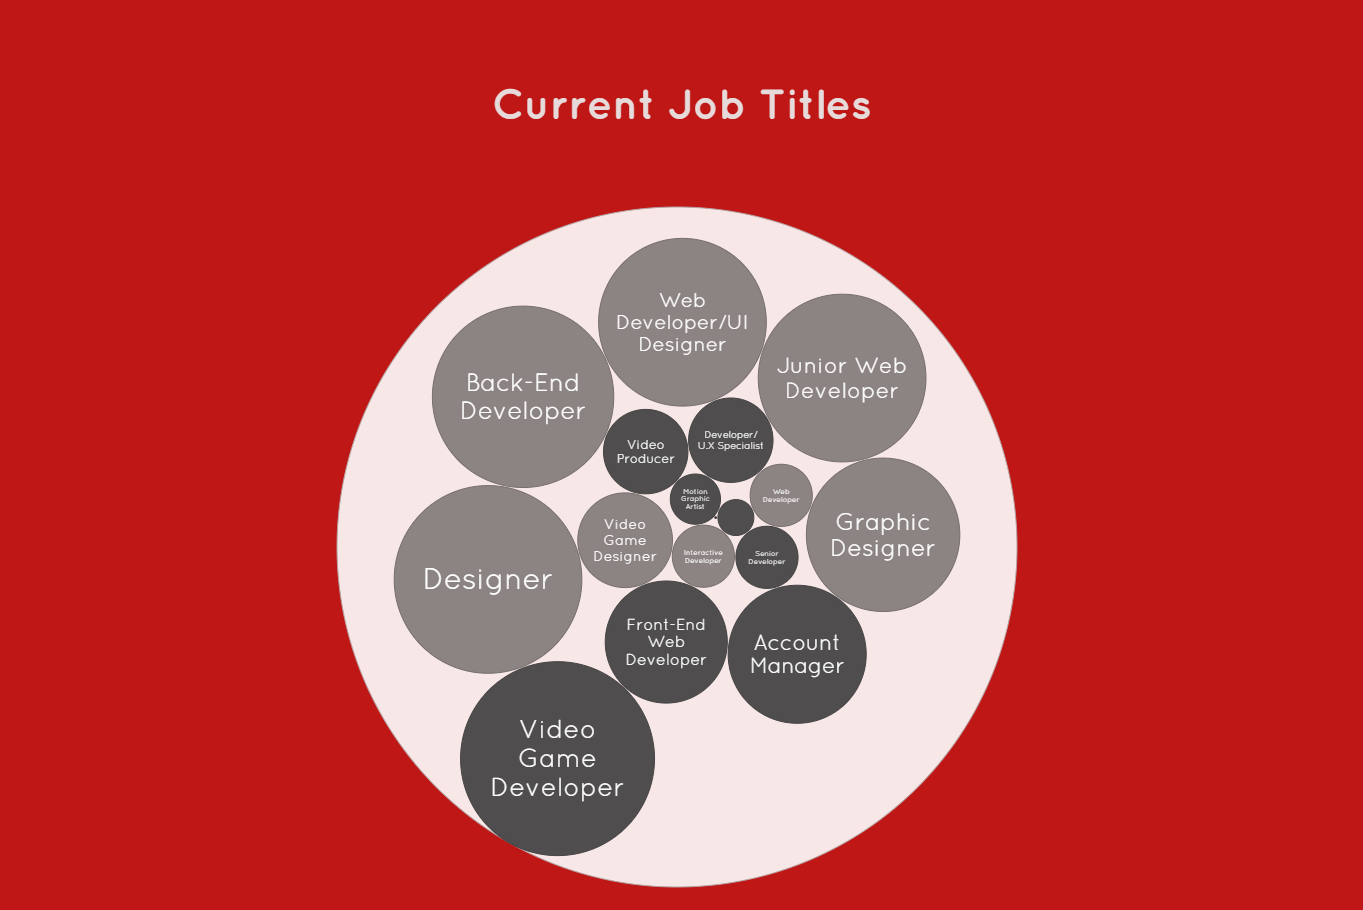 Current Job Titles
Web
Developer/UI
Designer
Junior Web
Developer
Back-End
Developer
Developer/
U.X Specialist
Video
Producer
Motion
Graphic
Artist
Web
Developer
Graphic
Designer
Video
Game
Designer
Interactive
Developer
Senior
Developer
Designer
Front-End
Web
Developer
Account
Manager
Video
Game
Developer